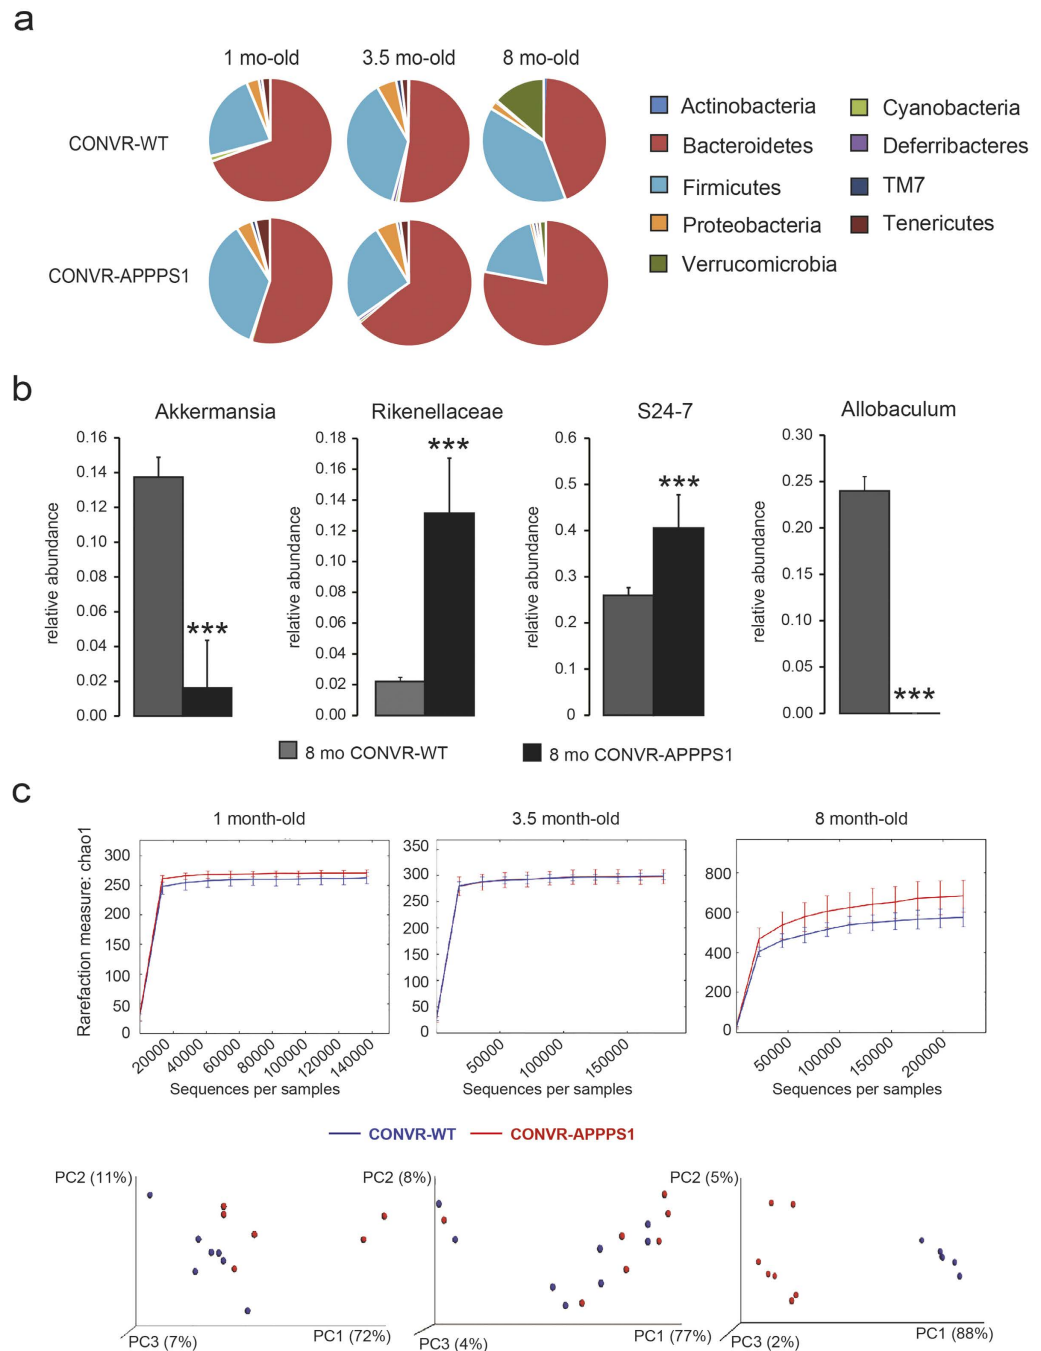 a
1 mo-old
3.5 mo-old
8 mo-old
CONVR-WT
CONVR-APPPS1
Actinobacteria
Bacteroidetes
Firmicutes
Proteobacteria
Verrucomicrobia
Cyanobacteria
Deferribacteres
TM7
Tenericutes
b
Akkermansia
relative abundance
0.16
0.14
0.12
0.10
0.08
0.06
0.04
0.02
0.00
***
Rikenellaceae
relative abundance
0.18
0.16
0.14
0.12
0.10
0.08
0.06
0.04
0.02
0.00
***
S24-7
relative abundance
0.6
0.5
0.4
0.3
0.2
0.1
0
***
Allobaculum
relative abundance
0.30
0.25
0.20
0.15
0.10
0.05
0.00
***
8 mo CONVR-WT
8 mo CONVR-APPPS1
c
1 month-old
Rarefaction measure: chao1
300
250
200
150
100
50
0
20000 40000 60000 80000 100000 120000 140000
Sequences per samples
3.5 month-old
350
300
250
200
150
100
50
0
50000 100000 150000
Sequences per samples
8 month-old
800
600
400
200
0
50000 100000 150000 200000
Sequences per samples
CONVR-WT
CONVR-APPPS1
PC2 (11%)
PC3 (7%)
PC1 (72%)
PC2 (8%)
PC3 (4%)
PC1 (77%)
PC2 (5%)
PC3 (2%)
PC1 (88%)